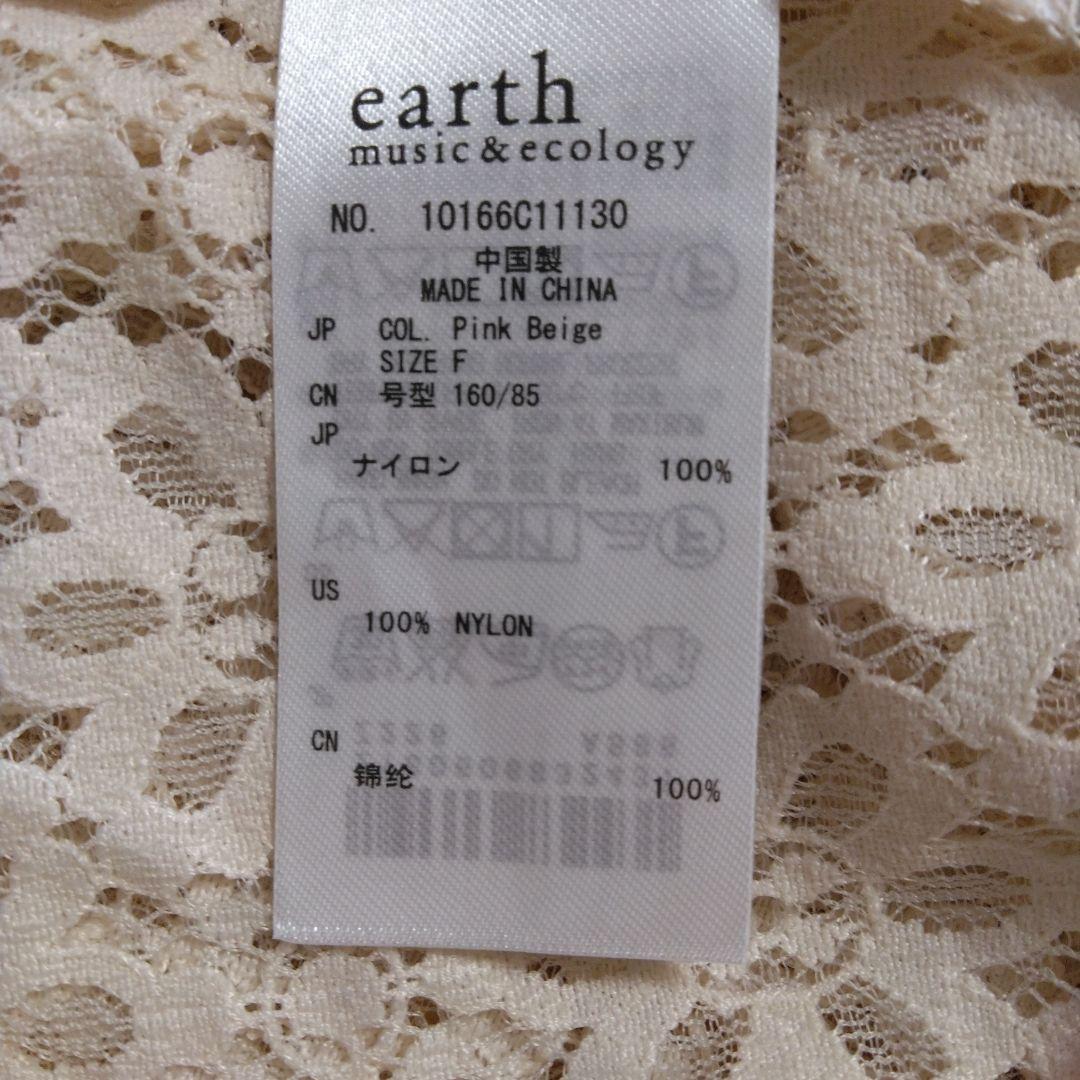 earth
music&ecology
NO. 10166C11130
中国製
MADE IN CHINA
JP COL. Pink Beige
SIZE F
CN 号型 160/85
JP
ナイロン 100%
US
100% NYLON
CN
锦纶 100%